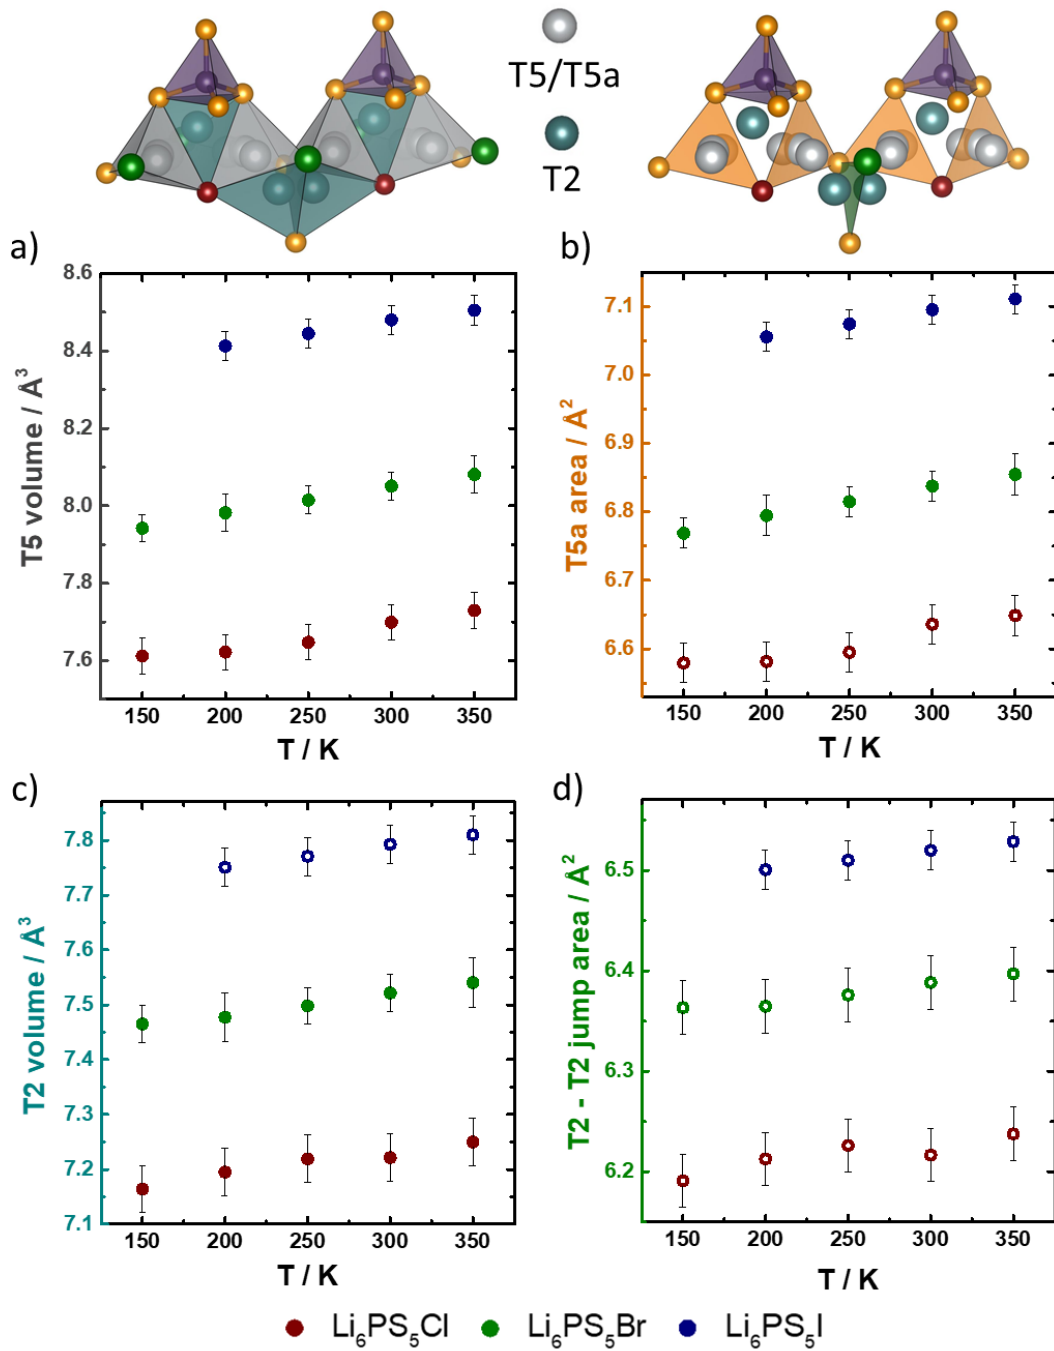 T5/T5a
T2
a)
8.6
8.4
8.2
8.0
7.8
7.6
T5 volume / Å³
150 200 250 300 350
T / K
b)
7.1
7.0
6.9
6.8
6.7
6.6
T5a area / Å²
150 200 250 300 350
T / K
c)
7.8
7.7
7.6
7.5
7.4
7.3
7.2
7.1
T2 volume / Å³
150 200 250 300 350
T / K
d)
6.5
6.4
6.3
6.2
T2 - T2 jump area / Å²
150 200 250 300 350
T / K
Li₆PS₅Cl Li₆PS₅Br Li₆PS₅I